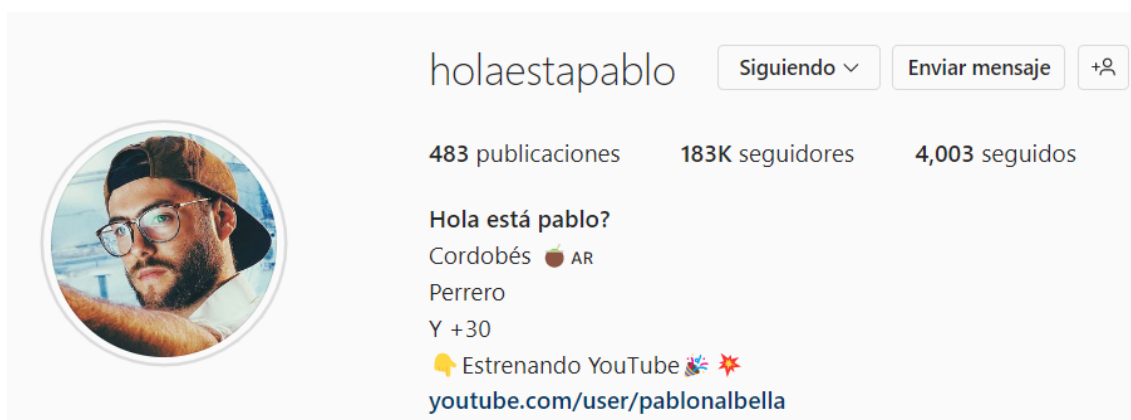 holaestapablo Siguiendo Enviar mensaje
483 publicaciones 183K seguidores 4,003 seguidos
Hola está pablo?
Cordobés 🧉 AR
Perrero
Y +30
👇Estrenando YouTube🎉 💥
youtube.com/user/pablonalbella